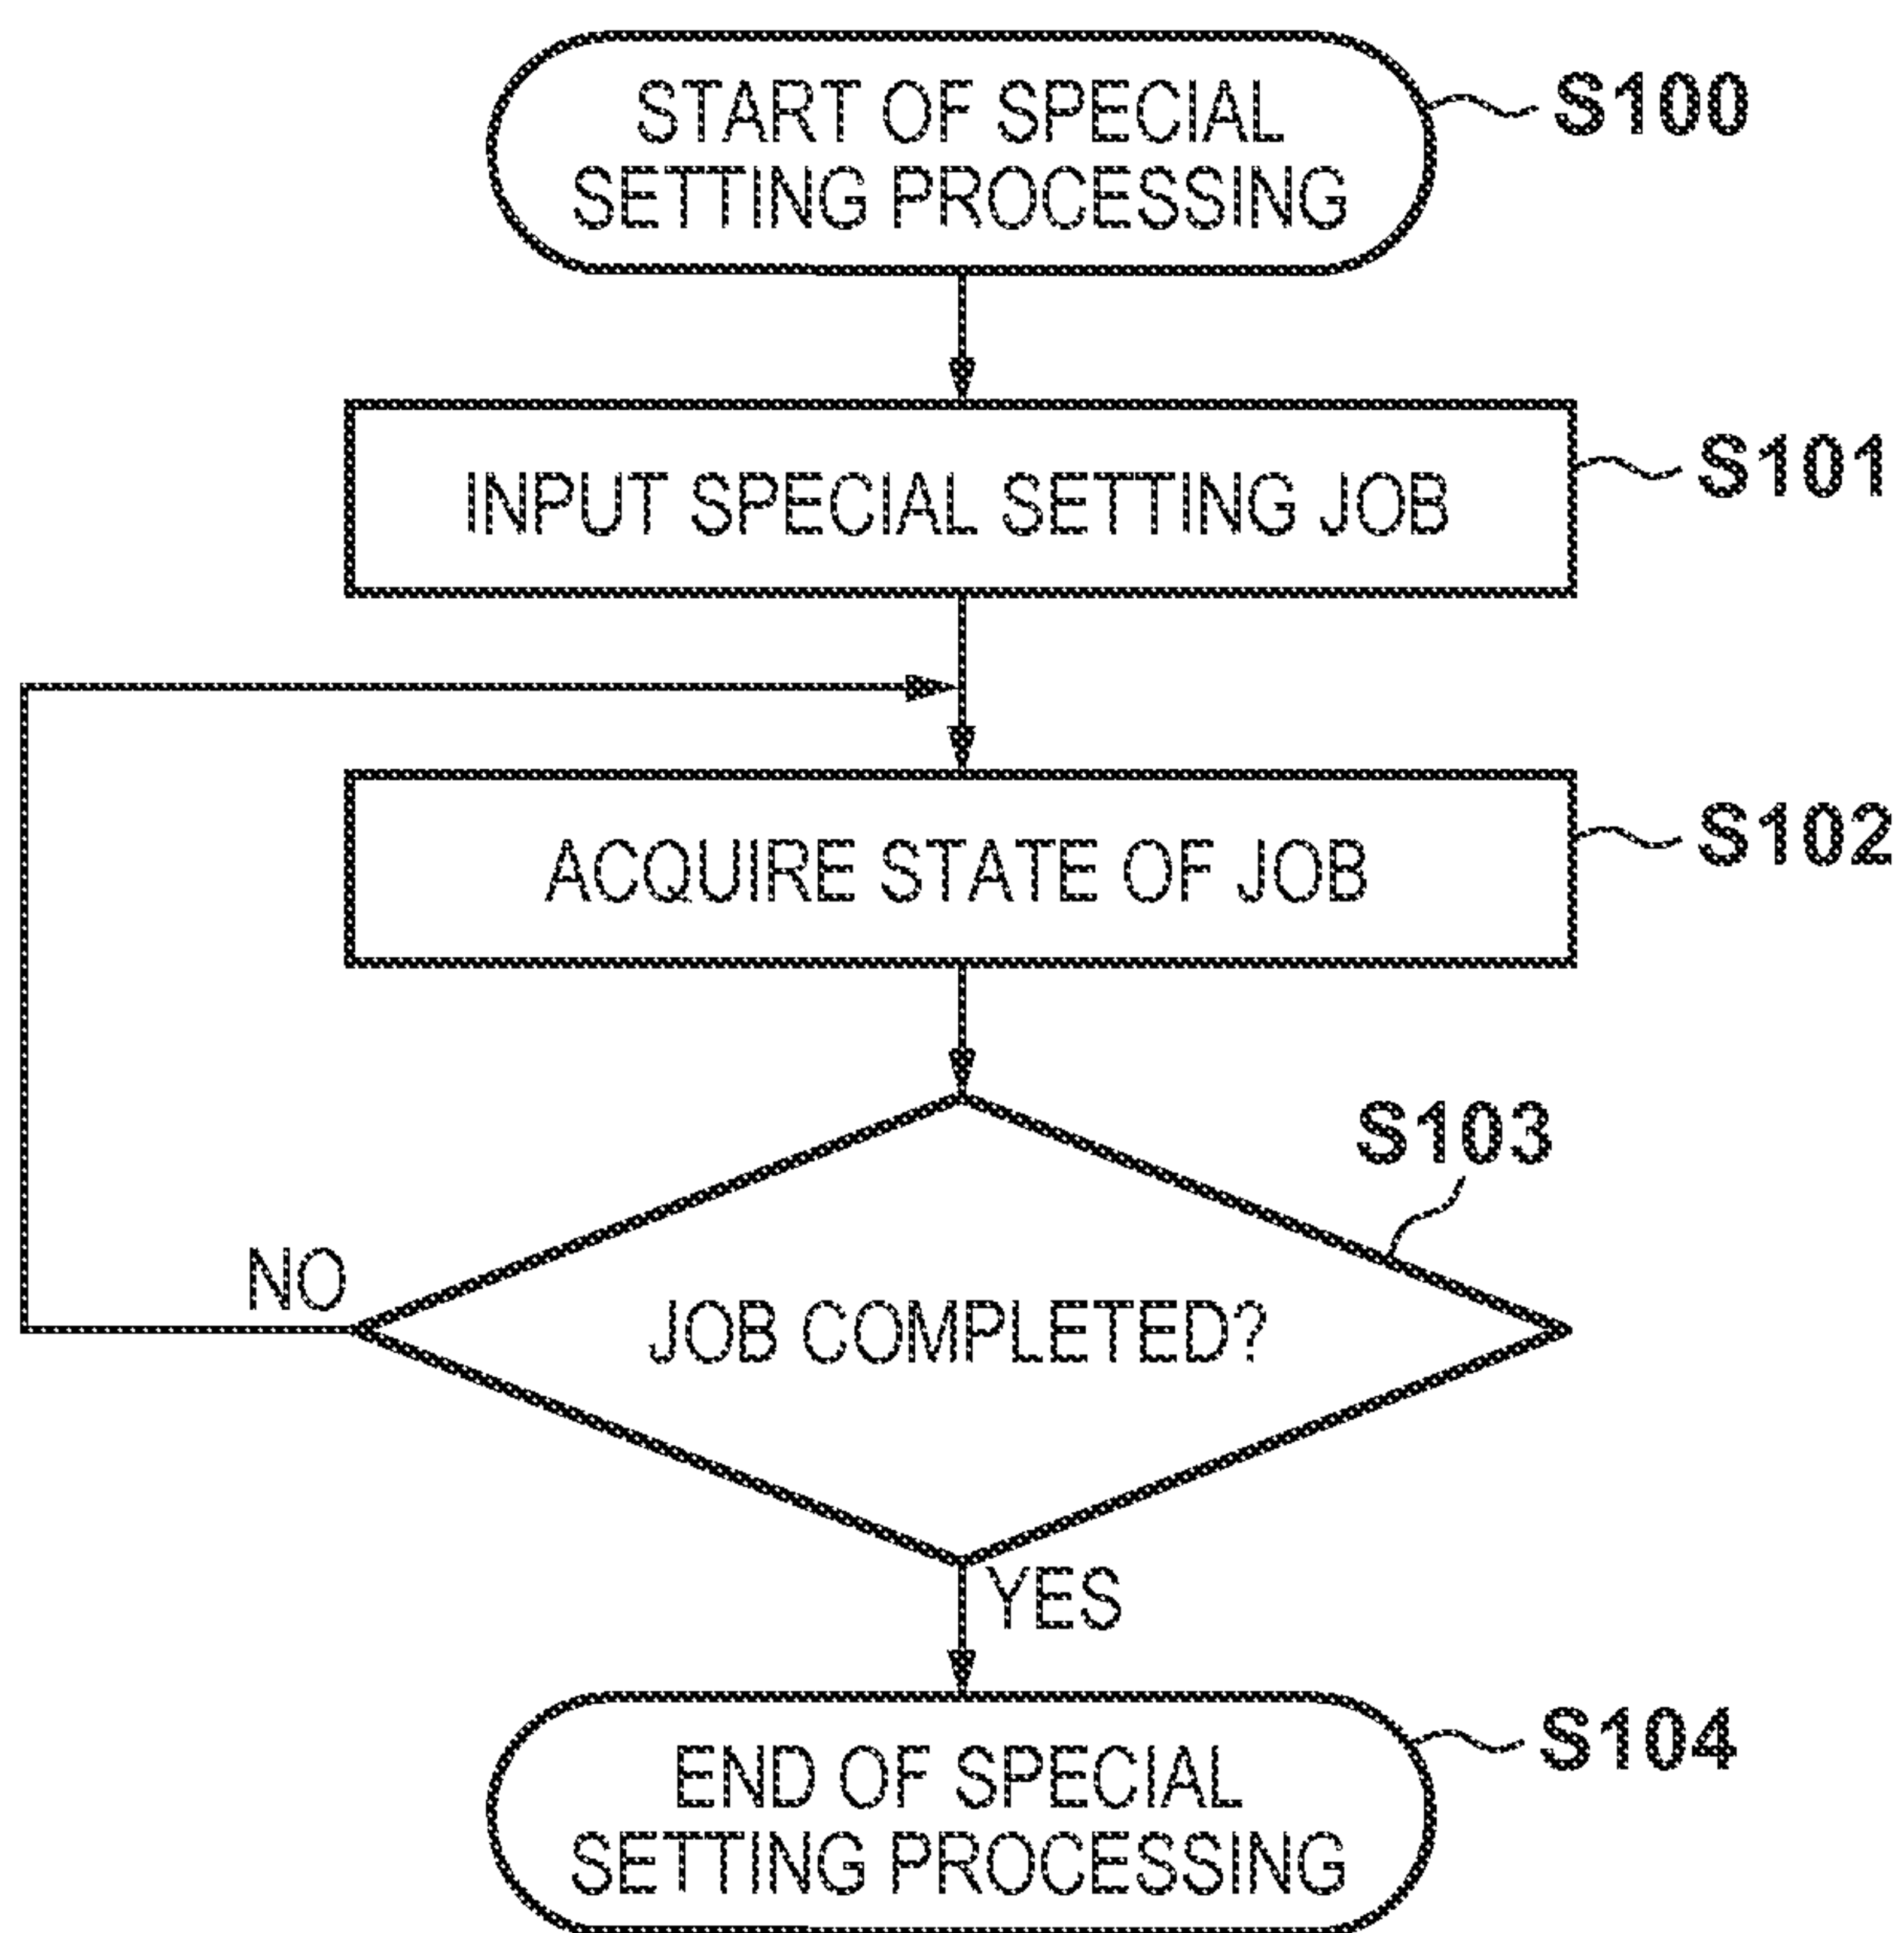 START OF SPECIAL
SETTING PROCESSING
S100
INPUT SPECIAL SETTING JOB
S101
ACQUIRE STATE OF JOB
S102
S103
NO
JOB COMPLETED?
YES
END OF SPECIAL
SETTING PROCESSING
S104